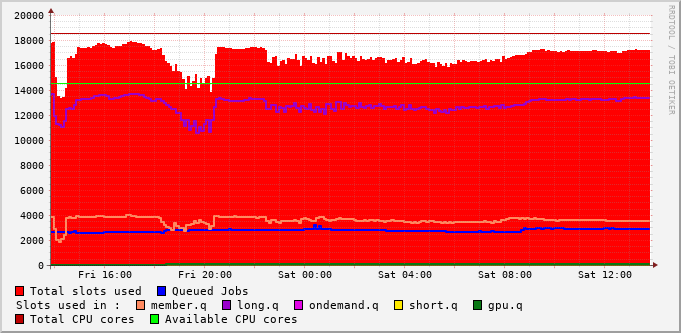 20000
18000
16000
14000
12000
10000
8000
6000
4000
2000
0
Fri 16:00 Fri 20:00 Sat 00:00 Sat 04:00 Sat 08:00 Sat 12:00
RRDTOOL / TOBI OETIKER
Total slots used Queued Jobs
Slots used in : member.q long.q ondemand.q short.q gpu.q
Total CPU cores Available CPU cores